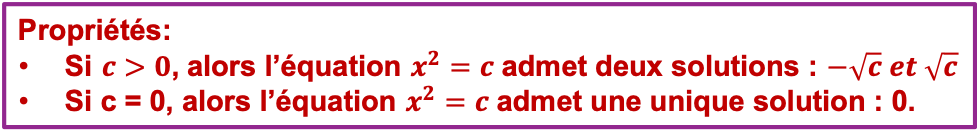 Propriétés:
• Si c > 0, alors l’équation x² = c admet deux solutions : −√c et √c
• Si c = 0, alors l’équation x² = c admet une unique solution : 0.